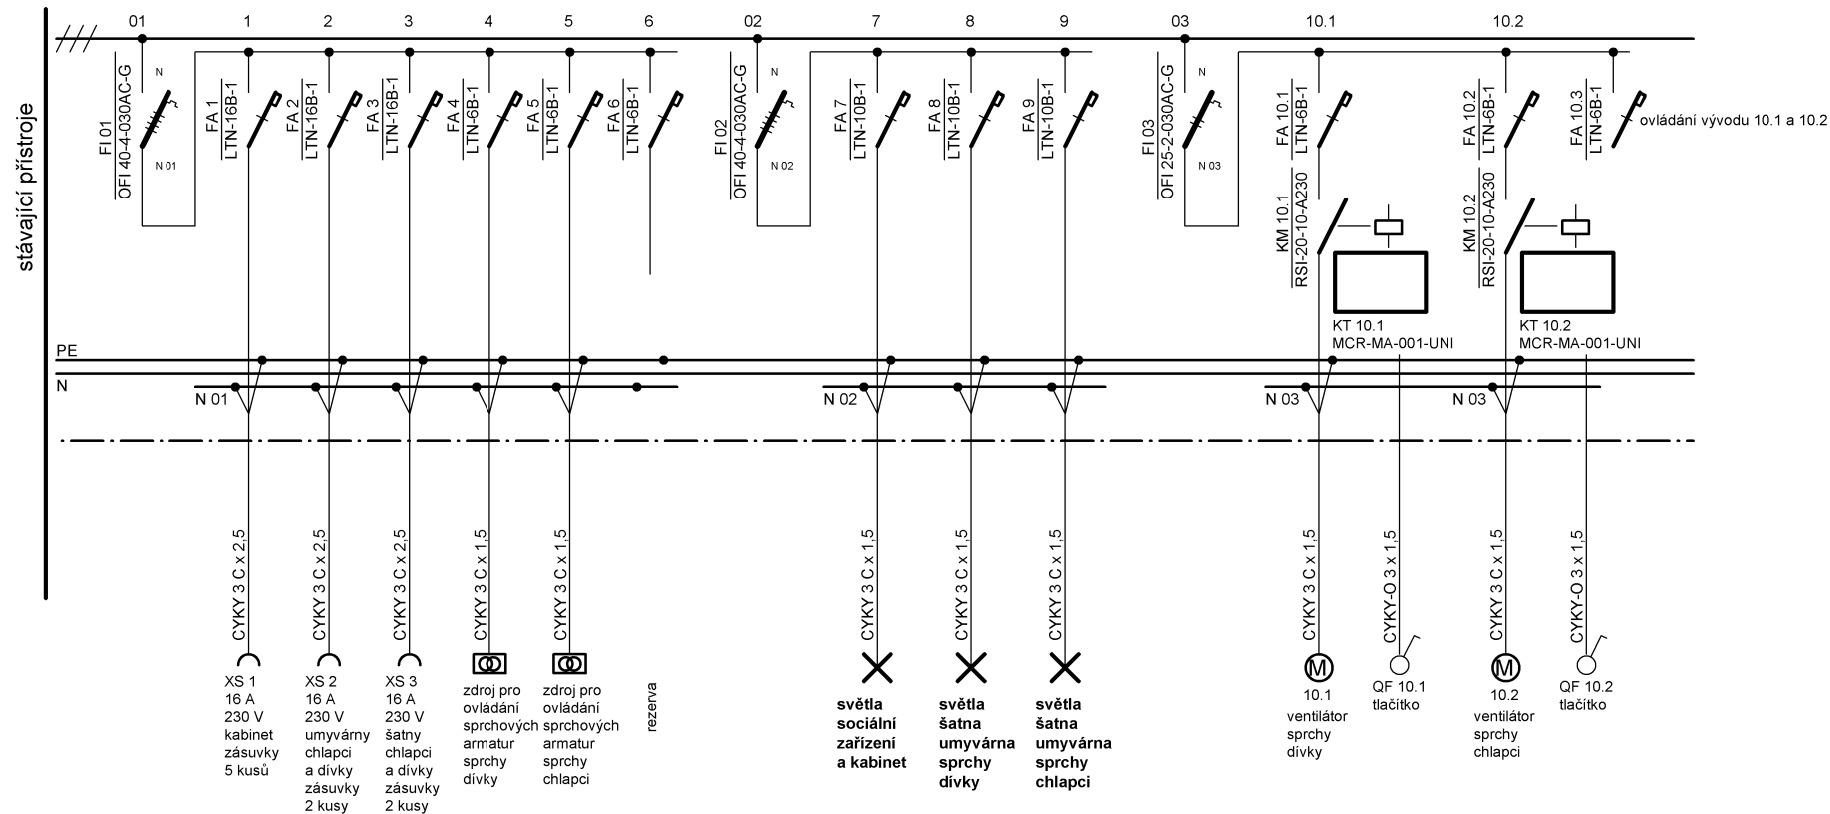 01
1
2
3
4
5
6
02
7
8
9
03
10.1
10.2
stávající přístroje
FI 01
OFI 40-4-030AC-G
N
N 01
FA 1
LTN-16B-1
FA 2
LTN-16B-1
FA 3
LTN-16B-1
FA 4
LTN-6B-1
FA 5
LTN-6B-1
FA 6
LTN-6B-1
FI 02
OFI 40-4-030AC-G
N
N 02
FA 7
LTN-10B-1
FA 8
LTN-10B-1
FA 9
LTN-10B-1
FI 03
OFI 25-2-030AC-G
N
N 03
FA 10.1
LTN-6B-1
FA 10.2
LTN-6B-1
FA 10.3
LTN-6B-1
ovládání vývodu 10.1 a 10.2
KM 10.1
RSI-20-10-A230
KM 10.2
RSI-20-10-A230
KT 10.1
MCR-MA-001-UNI
KT 10.2
MCR-MA-001-UNI
PE
N
N 01
N 02
N 03
N 03
CYKY 3 C x 2,5
CYKY 3 C x 2,5
CYKY 3 C x 2,5
CYKY 3 C x 1,5
CYKY 3 C x 1,5
CYKY 3 C x 1,5
CYKY 3 C x 1,5
CYKY 3 C x 1,5
CYKY 3 C x 1,5
CYKY-O 3 x 1,5
CYKY 3 C x 1,5
CYKY-O 3 x 1,5
XS 1
16 A
230 V
kabinet
zásuvky
5 kusů
XS 2
16 A
230 V
umyvárny
chlapci
a dívky
zásuvky
2 kusy
XS 3
16 A
230 V
šatny
chlapci
a dívky
zásuvky
2 kusy
zdroj pro
ovládání
sprchových
armatur
sprchy
dívky
zdroj pro
ovládání
sprchových
armatur
sprchy
chlapci
rezerva
světla
sociální
zařízení
a kabinet
světla
šatna
umyvárna
sprchy
dívky
světla
šatna
umyvárna
sprchy
chlapci
M
10.1
ventilátor
sprchy
dívky
QF 10.1
tlačítko
M
10.2
ventilátor
sprchy
chlapci
QF 10.2
tlačítko